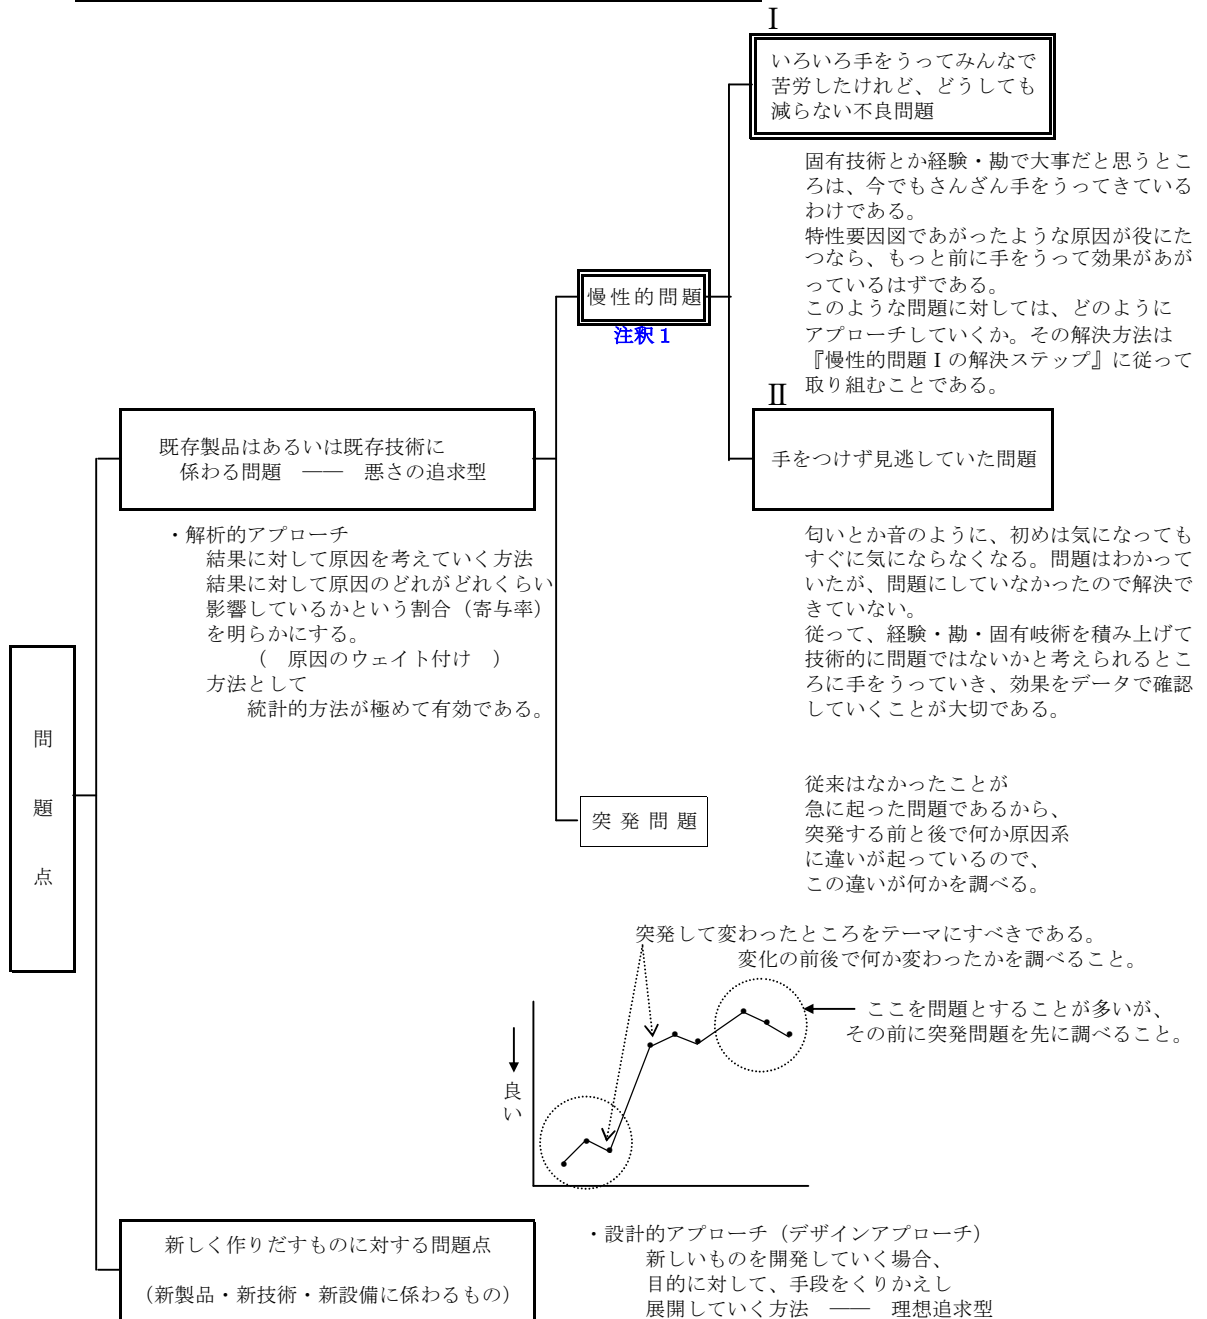 Ⅰ
いろいろ手をうってみんなで
苦労したけれど、どうしても
減らない不良問題
固有技術とか経験・勘で大事だと思うとこ
ろは、今でもさんざん手をうってきている
わけである。
特性要因図であがったような原因が役にた
つなら、もっと前に手をうって効果があが
っているはずである。
このような問題に対しては、どのように
アプローチしていくか。その解決方法は
『慢性的問題Ⅰの解決ステップ』に従って
取り組むことである。
慢性的問題
注釈1
Ⅱ
手をつけず見逃していた問題
既存製品はあるいは既存技術に
係わる問題 ―― 悪さの追求型
・解析的アプローチ
結果に対して原因を考えていく方法
結果に対して原因のどれがどれくらい
影響しているかという割合（寄与率）
を明らかにする。
（ 原因のウェイト付け ）
方法として
統計的方法が極めて有効である。
匂いとか音のように、初めは気になっても
すぐに気にならなくなる。問題はわかって
いたが、問題にしていなかったので解決で
きていない。
従って、経験・勘・固有岐術を積み上げて
技術的に問題ではないかと考えられるとこ
ろに手をうっていき、効果をデータで確認
していくことが大切である。
問
題
点
突発問題
従来はなかったことが
急に起った問題であるから、
突発する前と後で何か原因系
に違いが起っているので、
この違いが何かを調べる。
突発して変わったところをテーマにすべきである。
変化の前後で何か変わったかを調べること。
ここを問題とすることが多いが、
その前に突発問題を先に調べること。
良
い
新しく作りだすものに対する問題点
（新製品・新技術・新設備に係わるもの）
・設計的アプローチ（デザインアプローチ）
新しいものを開発していく場合、
目的に対して、手段をくりかえし
展開していく方法 ―― 理想追求型